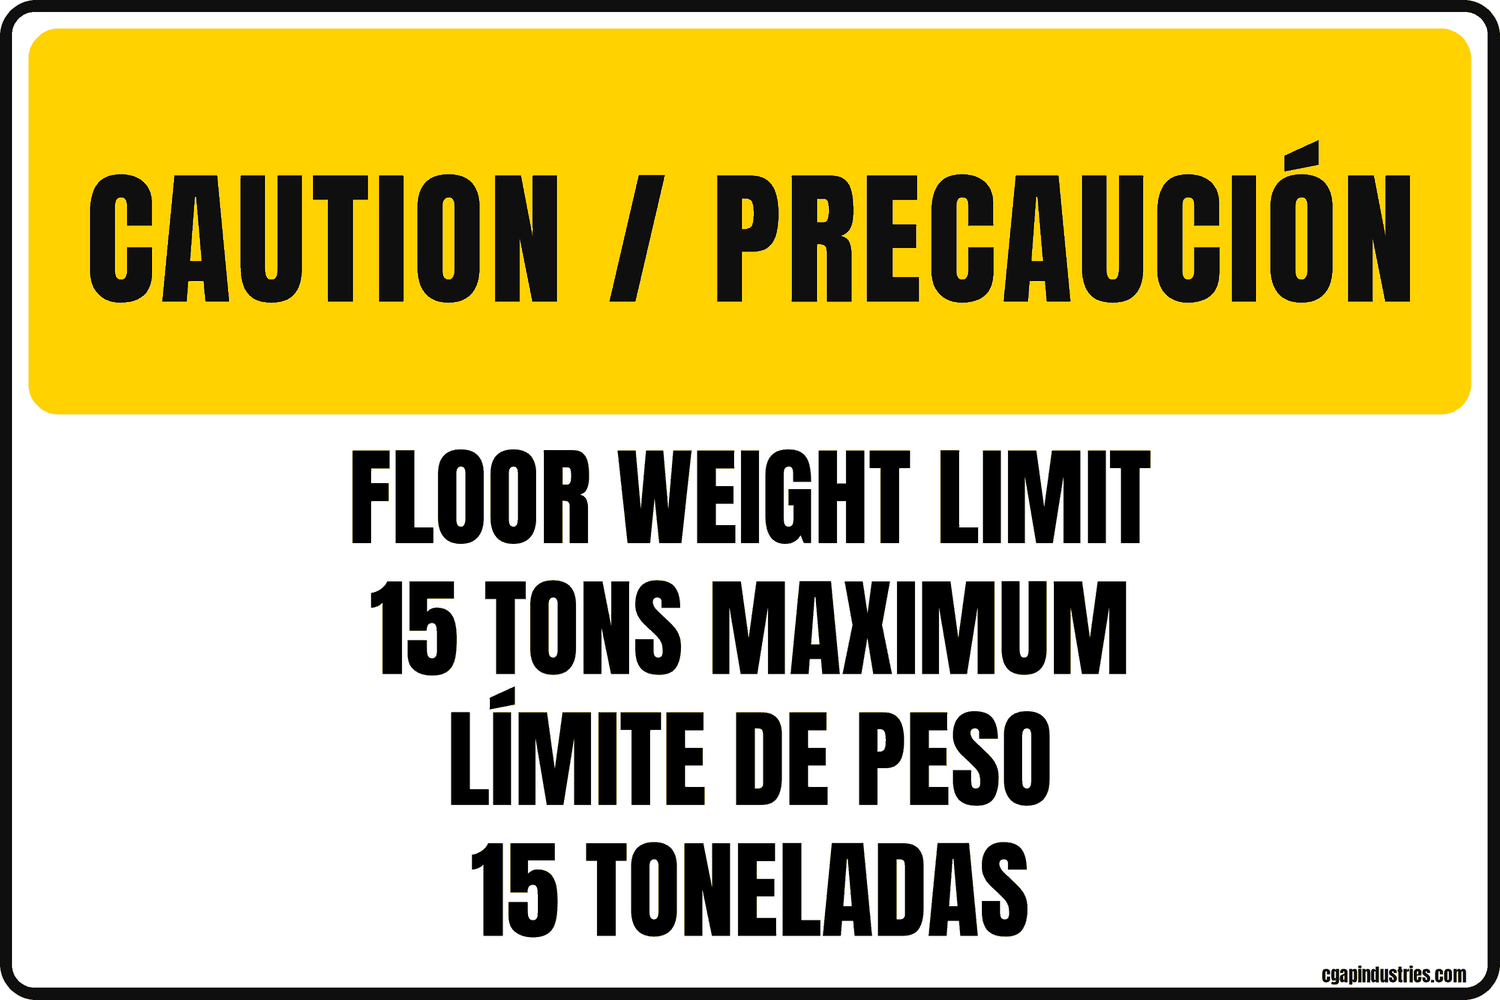 CAUTION / PRECAUCIÓN
FLOOR WEIGHT LIMIT
15 TONS MAXIMUM
LÍMITE DE PESO
15 TONELADAS
cgapindustries.com